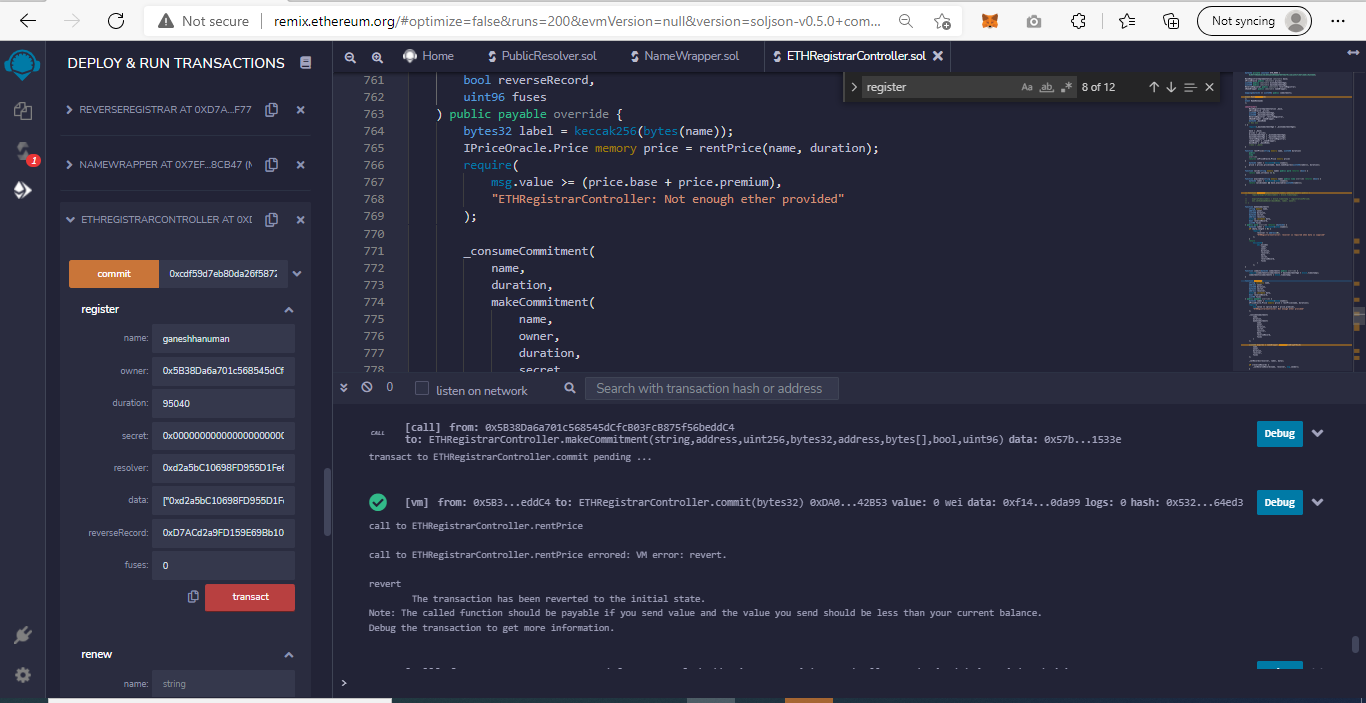 Not secure
remix.ethereum.org/#optimize=false&runs=200&evmVersion=null&version=soljson-v0.5.0+com...
Not syncing
DEPLOY & RUN TRANSACTIONS
Home
PublicResolver.sol
NameWrapper.sol
ETHRegistrarController.sol
REVERSEREGISTRAR AT 0XD7A...F77
1
NAMEWRAPPER AT 0X7EF...8CB47 (
ETHREGISTRARCONTROLLER AT
commit
0xcdf59d7eb80da26f5872
register
name:
ganeshhanuman
owner:
0x5B38Da6a701c568545dCf
duration:
95040
secret:
0x00000000000000000000
resolver:
0xd2a5bC10698FD955D1Fe6
data:
["0xd2a5bC10698FD955D1F
reverseRecord:
0xD7ACd2a9FD159E69Bb10
fuses:
0
transact
renew
name:
string
register
Aa
ab
8 of 12
761 bool reverseRecord,
762 uint96 fuses
763 ) public payable override {
764 bytes32 label = keccak256(bytes(name));
765 IPriceOracle.Price memory price = rentPrice(name, duration);
766 require(
767 msg.value >= (price.base + price.premium),
768 "ETHRegistrarController: Not enough ether provided"
769 );
770
771 _consumeCommitment(
772 name,
773 duration,
774 makeCommitment(
775 name,
776 owner,
777 duration,
778 secret
0
listen on network
Search with transaction hash or address
CALL
[call] from: 0x5B38Da6a701c568545dCfcB03FcB875f56beddC4
to: ETHRegistrarController.makeCommitment(string,address,uint256,bytes32,address,bytes[],bool,uint96) data: 0x57b...1533e
Debug
transact to ETHRegistrarController.commit pending ...
[vm] from: 0x5B3...eddC4 to: ETHRegistrarController.commit(bytes32) 0xDA0...42B53 value: 0 wei data: 0xf14...0da99 logs: 0 hash: 0x532...64ed3
Debug
call to ETHRegistrarController.rentPrice
call to ETHRegistrarController.rentPrice errored: VM error: revert.
revert
The transaction has been reverted to the initial state.
Note: The called function should be payable if you send value and the value you send should be less than your current balance.
Debug the transaction to get more information.
>